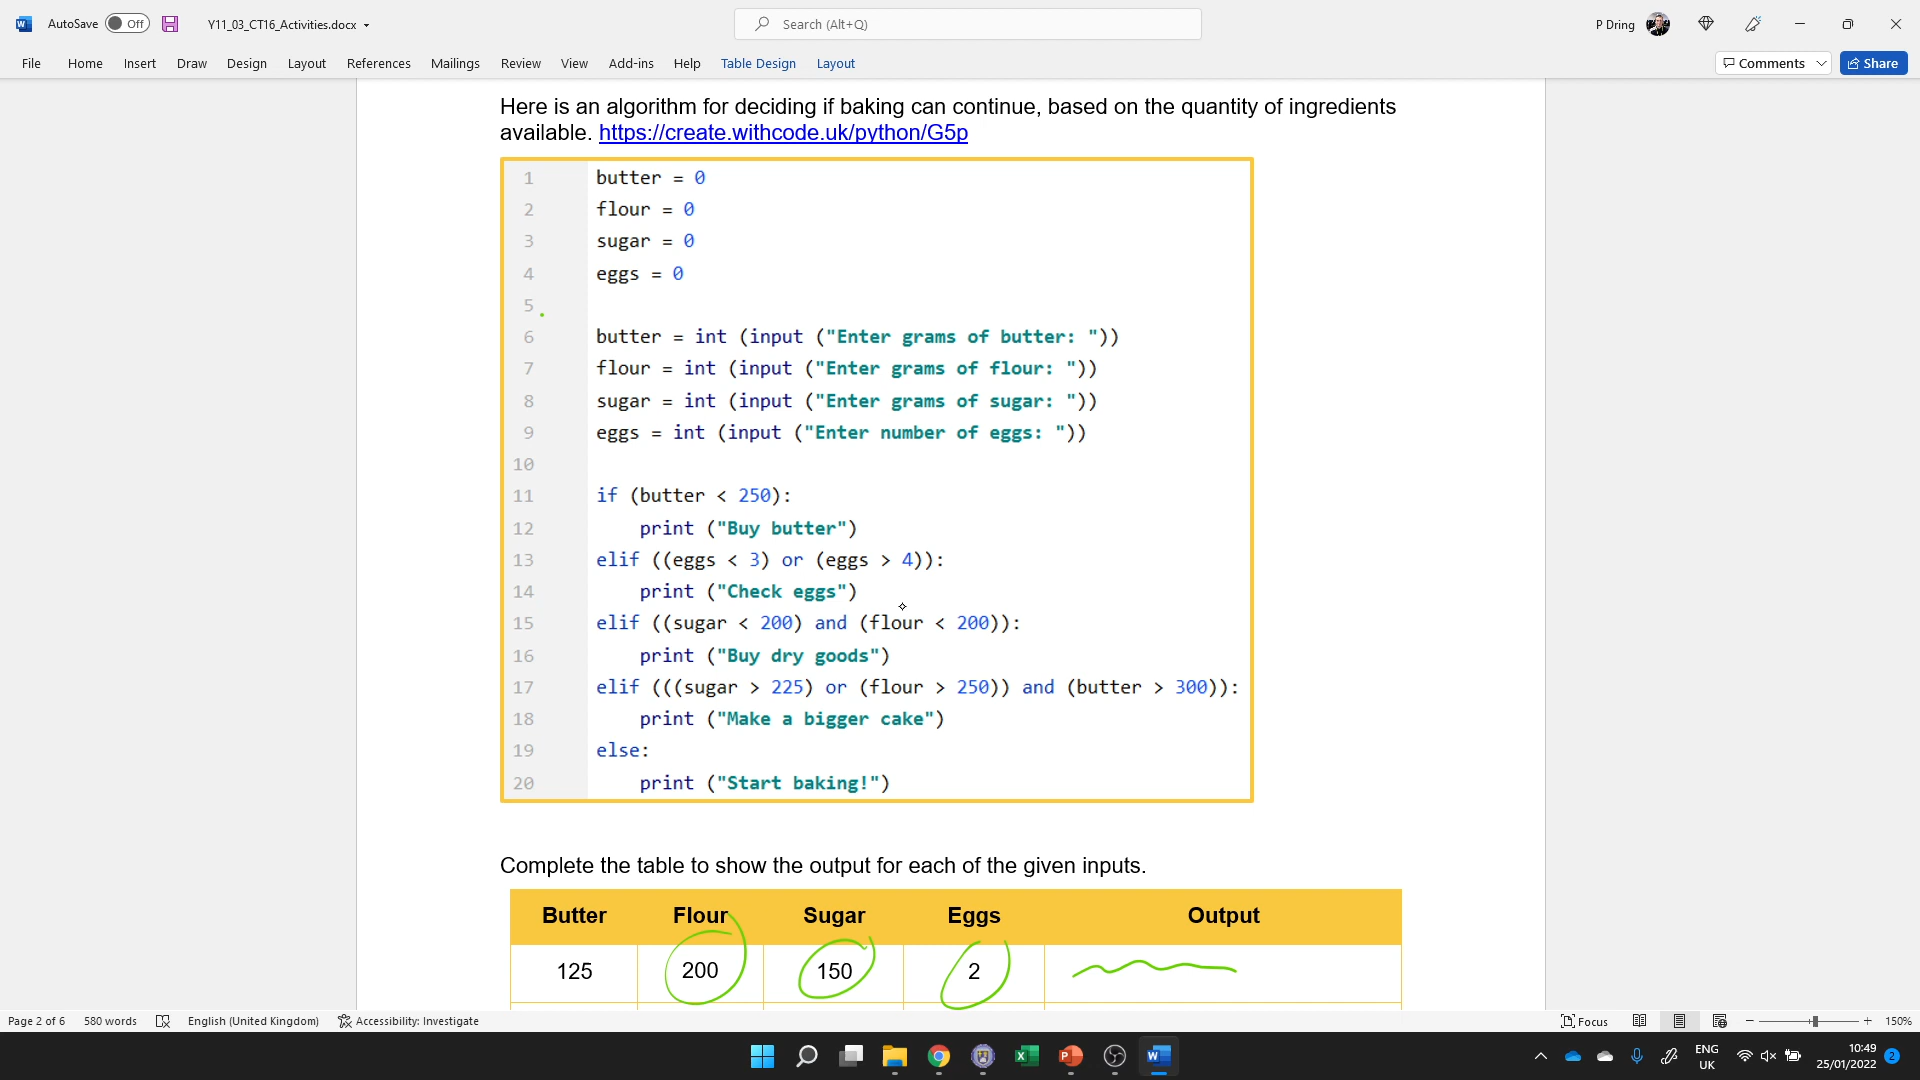 AutoSave Off Y11_03_CT16_Activities.docx Search (Alt+Q) P Dring
File Home Insert Draw Design Layout References Mailings Review View Add-ins Help Table Design Layout Comments Share
Here is an algorithm for deciding if baking can continue, based on the quantity of ingredients
available. https://create.withcode.uk/python/G5p
1 butter = 0
2 flour = 0
3 sugar = 0
4 eggs = 0
5
6 butter = int (input ("Enter grams of butter: "))
7 flour = int (input ("Enter grams of flour: "))
8 sugar = int (input ("Enter grams of sugar: "))
9 eggs = int (input ("Enter number of eggs: "))
10
11 if (butter < 250):
12 print ("Buy butter")
13 elif ((eggs < 3) or (eggs > 4)):
14 print ("Check eggs")
15 elif ((sugar < 200) and (flour < 200)):
16 print ("Buy dry goods")
17 elif (((sugar > 225) or (flour > 250)) and (butter > 300)):
18 print ("Make a bigger cake")
19 else:
20 print ("Start baking!")
Complete the table to show the output for each of the given inputs.
Butter Flour Sugar Eggs Output
125 200 150 2
Page 2 of 6 580 words English (United Kingdom) Accessibility: Investigate Focus 150%
ENG 10:49
UK 25/01/2022 2